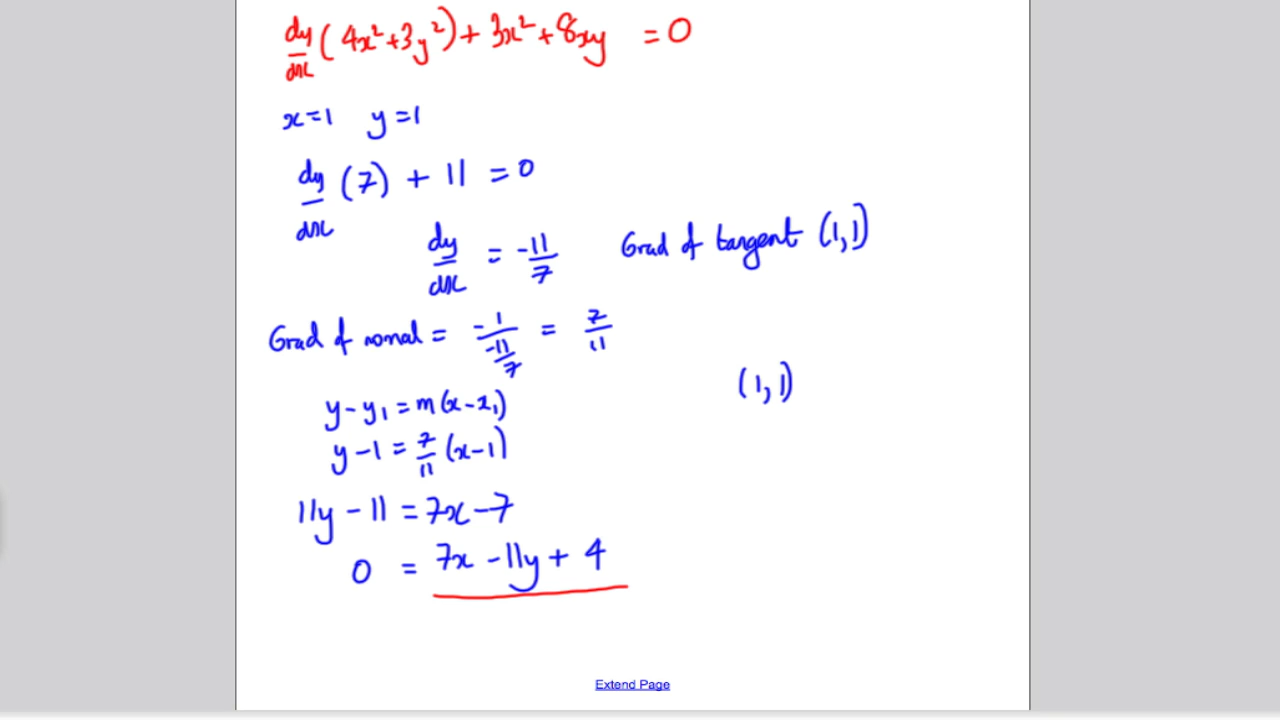 dy/dx (4x²+3y²) + 3x² + 8xy = 0
x=1 y=1
dy/dx (7) + 11 = 0
dy/dx = -11/7 Grad of tangent (1,1)
Grad of nomal = -1/(-11/7) = 7/11
(1,1)
y-y₁ = m(x-x₁)
y-1 = 7/11 (x-1)
11y - 11 = 7x - 7
0 = 7x - 11y + 4
Extend Page